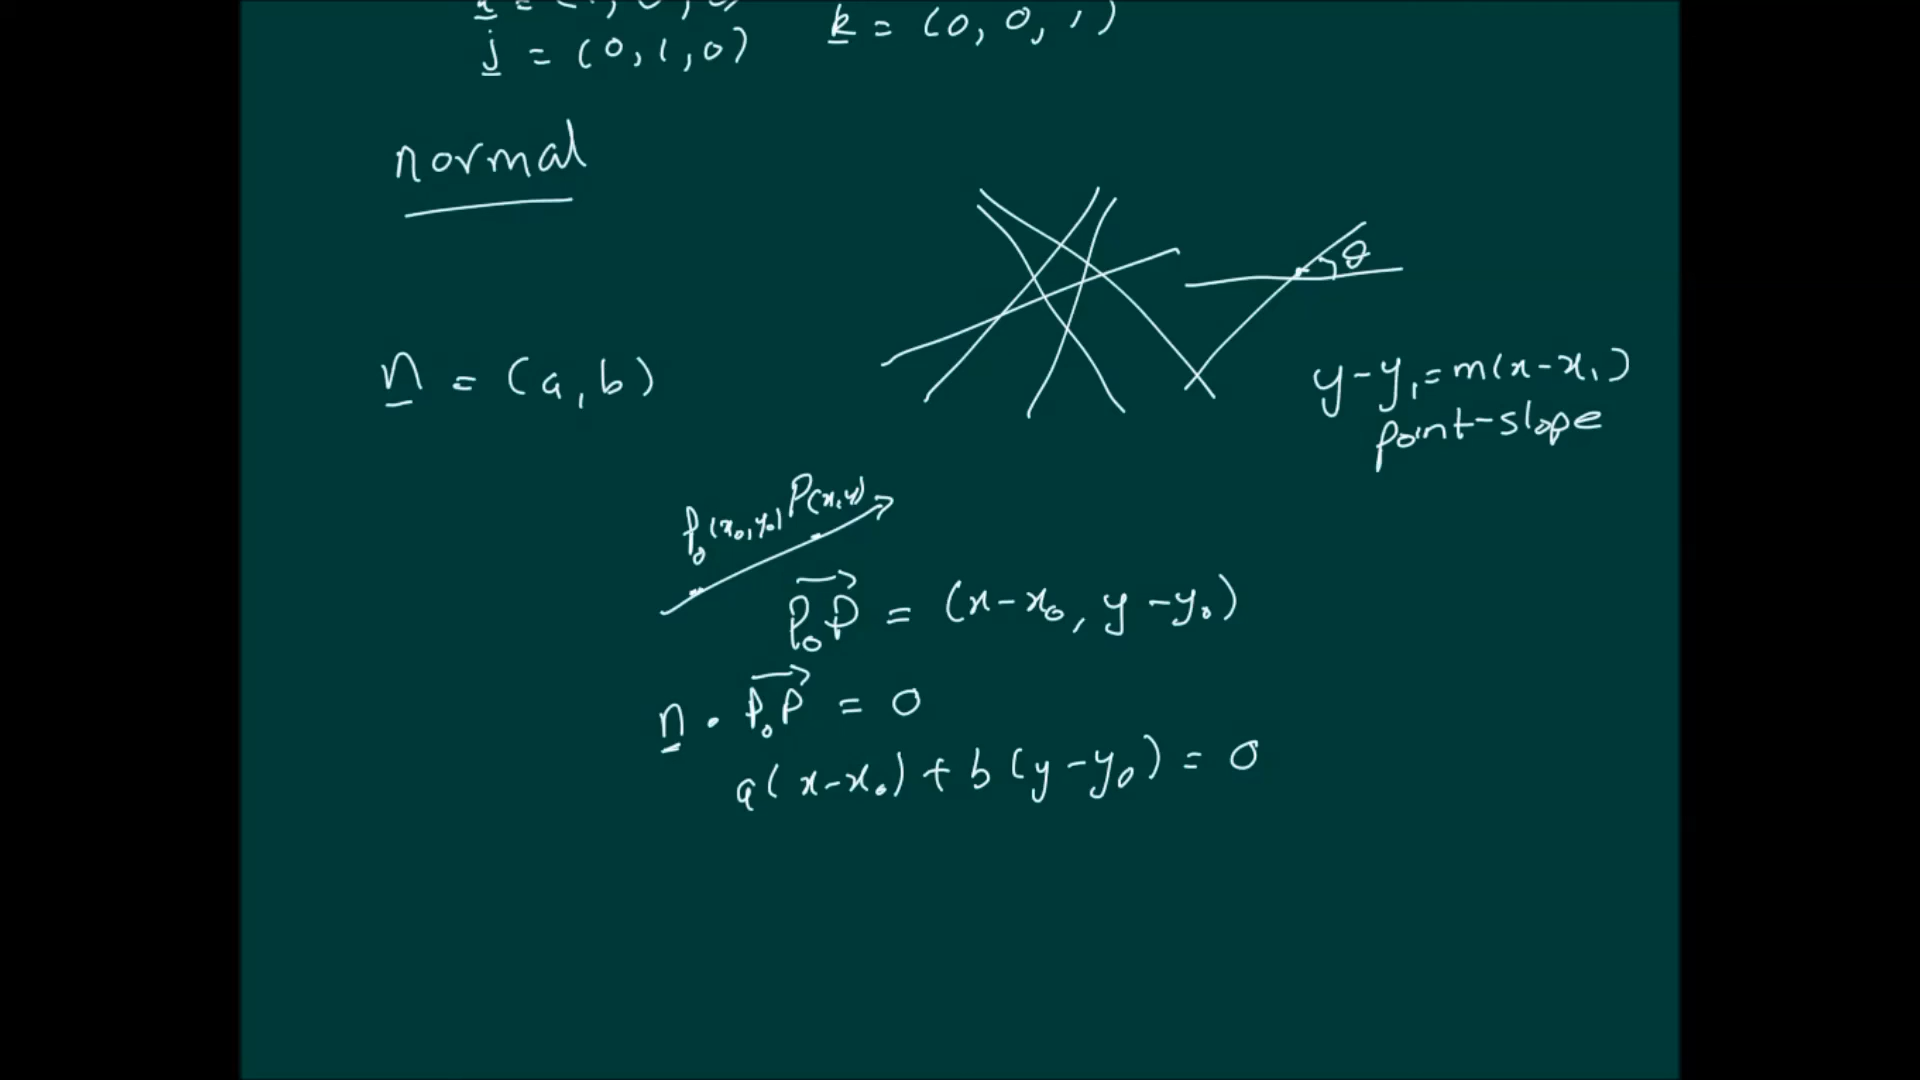 j = (0, 1, 0)
k = (0, 0, 1)
normal
θ
n = (a, b)
y - y₁ = m(x - x₁)
point-slope
P₀(x₀, y₀) P(x, y)
P₀P = (x - x₀, y - y₀)
n · P₀P = 0
a(x - x₀) + b(y - y₀) = 0